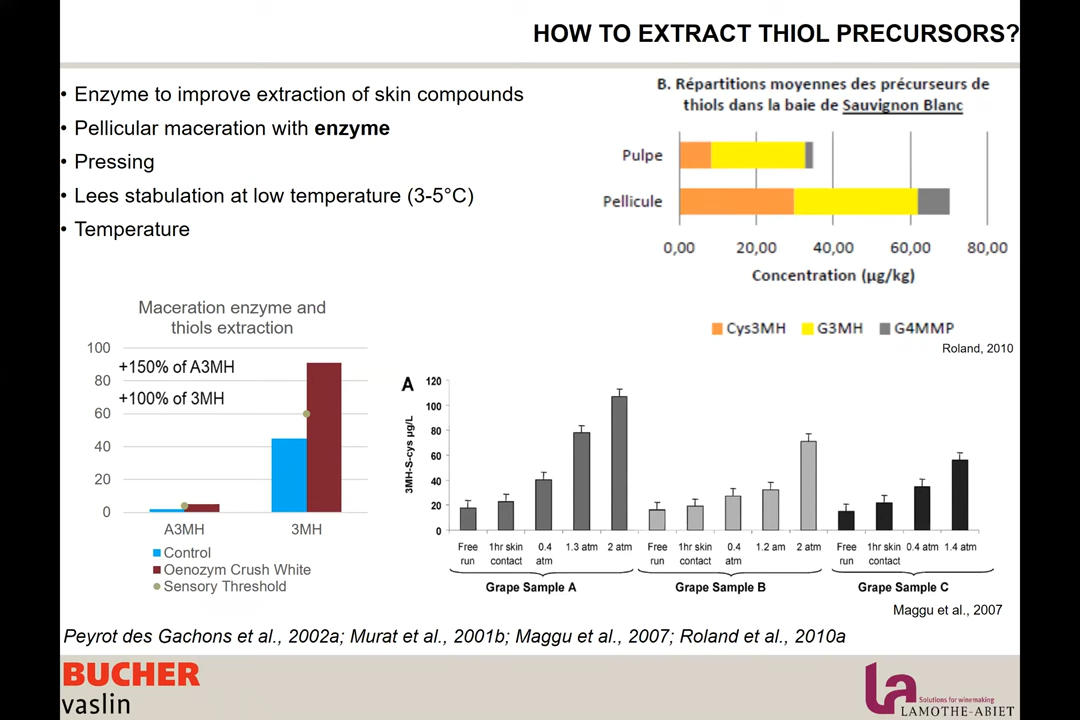 HOW TO EXTRACT THIOL PRECURSORS?
• Enzyme to improve extraction of skin compounds
• Pellicular maceration with enzyme
• Pressing
• Lees stabulation at low temperature (3-5°C)
• Temperature
B. Répartitions moyennes des précurseurs de
thiols dans la baie de Sauvignon Blanc
Pulpe
Pellicule
0,00 20,00 40,00 60,00 80,00
Concentration (µg/kg)
Cys3MH G3MH G4MMP
Roland, 2010
Maceration enzyme and
thiols extraction
100
+150% of A3MH
80
+100% of 3MH
60
40
20
0
A3MH 3MH
Control
Oenozym Crush White
Sensory Threshold
A
3MH-S-cys µg/L
120
100
80
60
40
20
0
Free run 1hr skin contact 0.4 atm 1.3 atm 2 atm Free run 1hr skin contact 0.4 atm 1.2 am 2 atm Free run 1hr skin contact 0.4 atm 1.4 atm
Grape Sample A Grape Sample B Grape Sample C
Maggu et al., 2007
Peyrot des Gachons et al., 2002a; Murat et al., 2001b; Maggu et al., 2007; Roland et al., 2010a
BUCHER
vaslin
la
Solutions for winemaking
LAMOTHE-ABIET